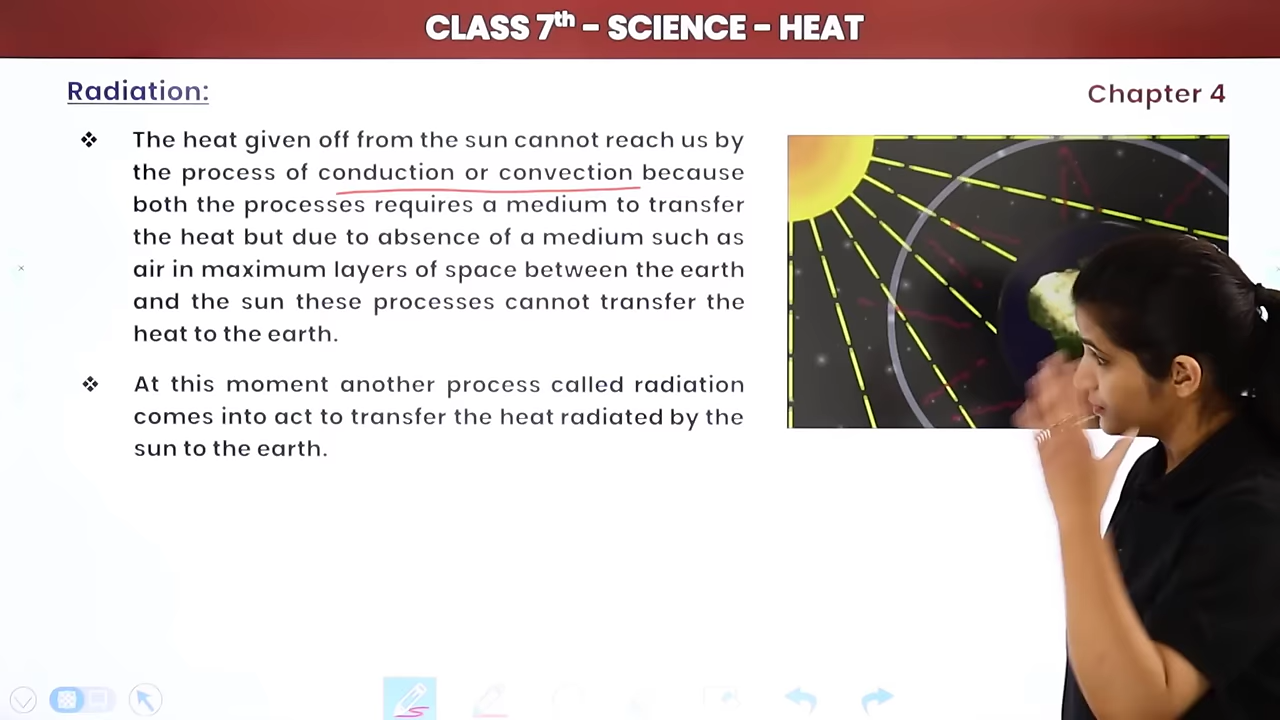 CLASS 7th – SCIENCE – HEAT
Radiation:
Chapter 4
❖ The heat given off from the sun cannot reach us by
the process of conduction or convection because
both the processes requires a medium to transfer
the heat but due to absence of a medium such as
air in maximum layers of space between the earth
and the sun these processes cannot transfer the
heat to the earth.
❖ At this moment another process called radiation
comes into act to transfer the heat radiated by the
sun to the earth.